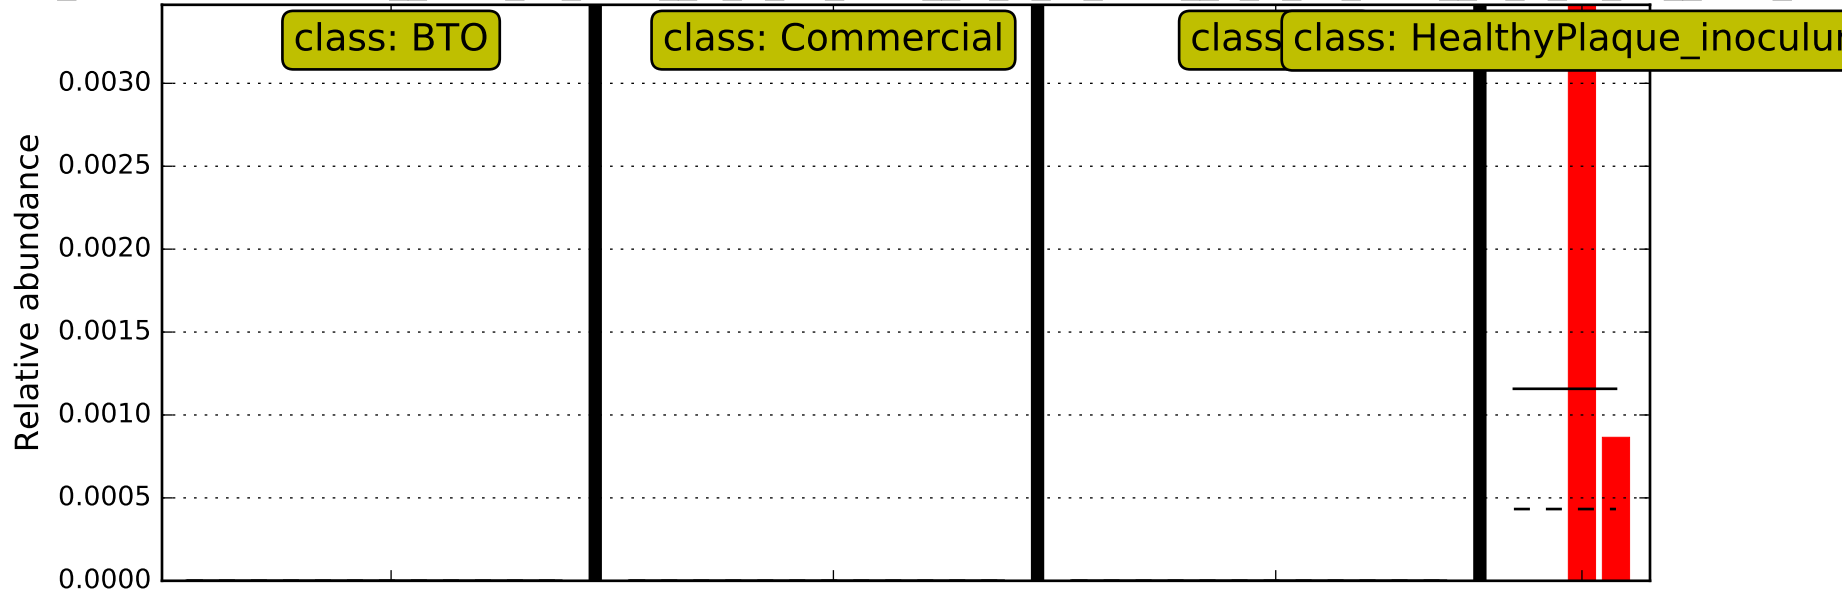 class: BTO
class: Commercial
class
class: HealthyPlaque_inoculu
0.0030
0.0025
0.0020
0.0015
0.0010
0.0005
0.0000
Relative abundance